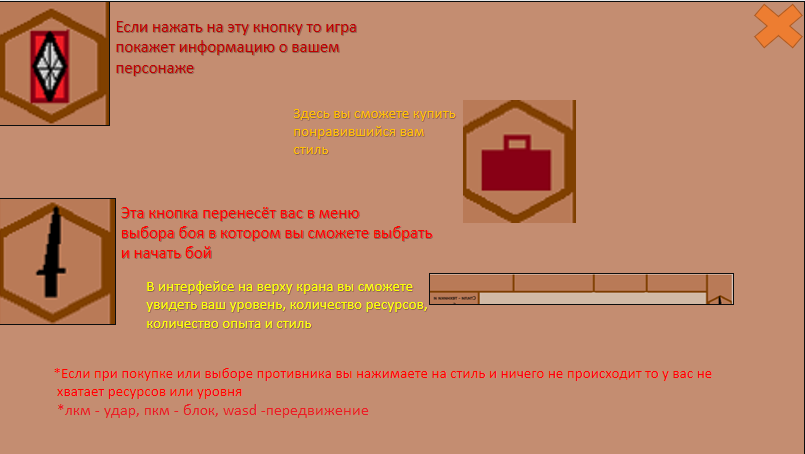 Если нажать на эту кнопку то игра
покажет информацию о вашем
персонаже
Здесь вы сможете купить
понравившийся вам
стиль
Эта кнопка перенесёт вас в меню
выбора боя в котором вы сможете выбрать
и начать бой
В интерфейсе на верху крана вы сможете
увидеть ваш уровень, количество ресурсов,
количество опыта и стиль
*Если при покупке или выборе противника вы нажимаете на стиль и ничего не происходит то у вас не
хватает ресурсов или уровня
*лкм - удар, пкм - блок, wasd -передвижение